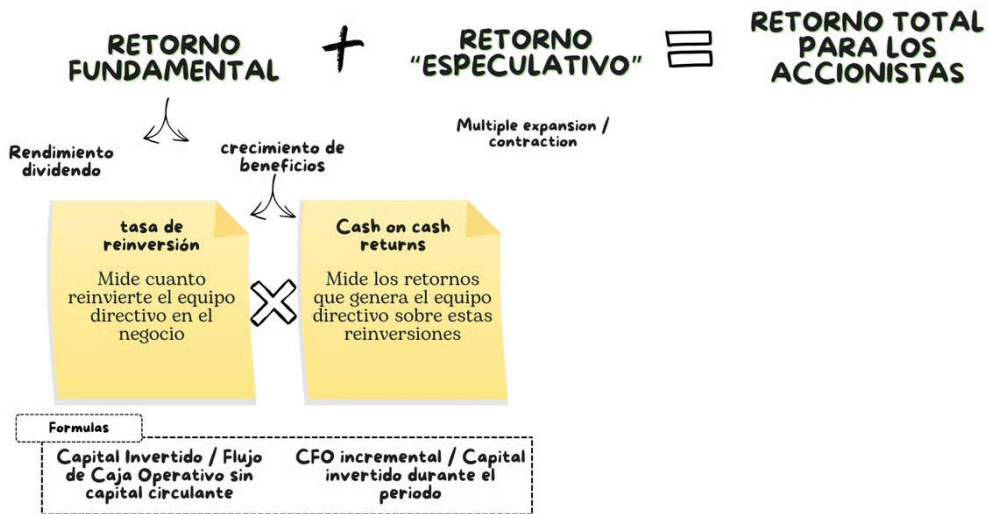 RETORNO
FUNDAMENTAL
+
RETORNO
“ESPECULATIVO”
=
RETORNO TOTAL
PARA LOS
ACCIONISTAS
Rendimiento
dividendo
crecimiento de
beneficios
Multiple expansion /
contraction
tasa de
reinversión
Mide cuanto
reinvierte el equipo
directivo en el
negocio
X
Cash on cash
returns
Mide los retornos
que genera el equipo
directivo sobre estas
reinversiones
Formulas
Capital Invertido / Flujo
de Caja Operativo sin
capital circulante
CFO incremental / Capital
invertido durante el
periodo